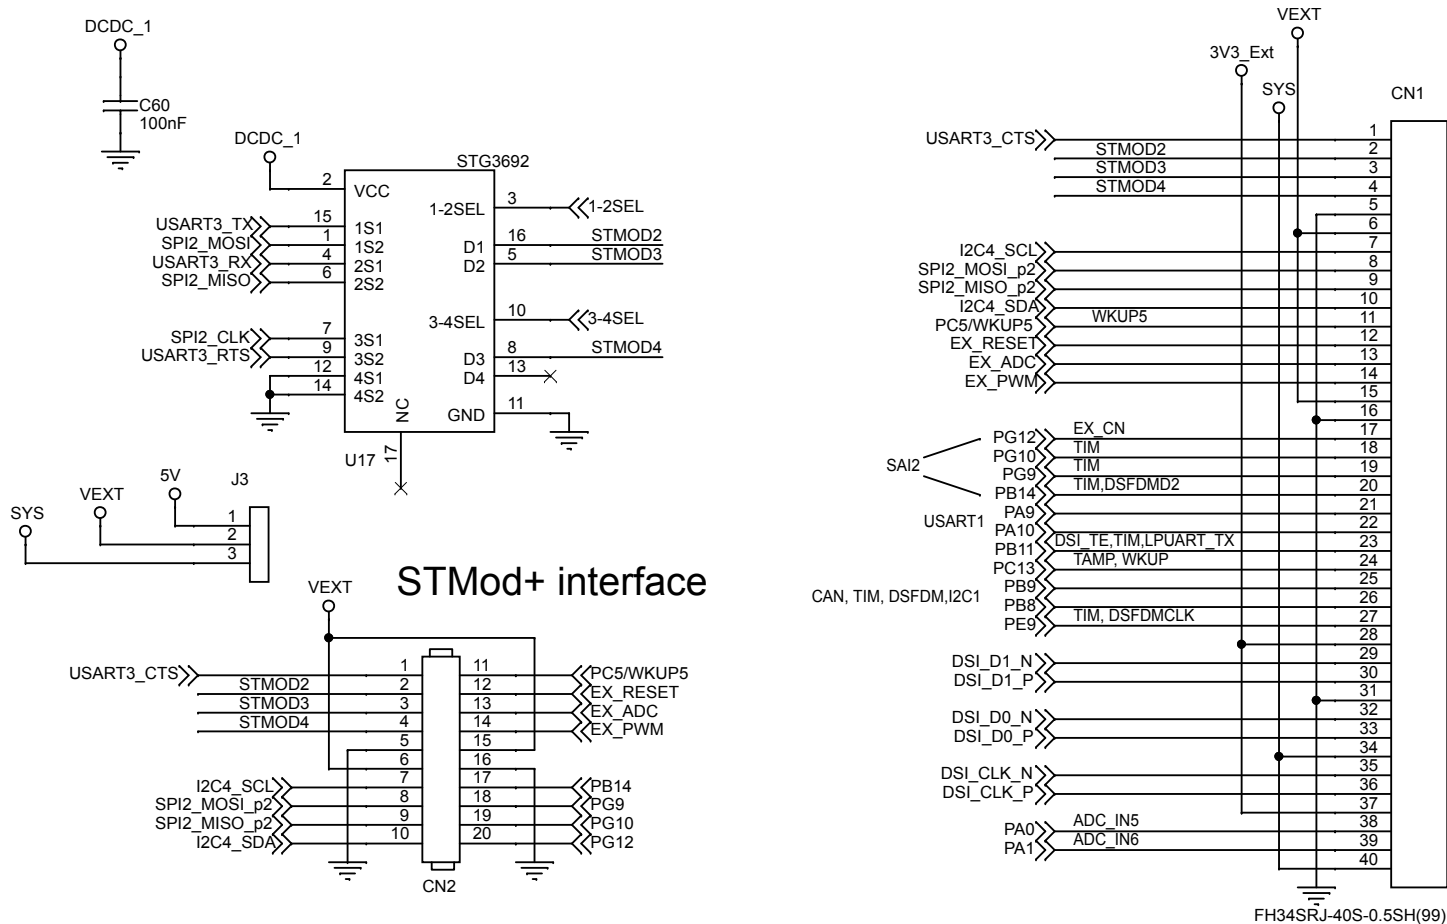 DCDC_1
C60
100nF
DCDC_1
STG3692
2
VCC
USART3_TX
15
1S1
SPI2_MOSI
1
1S2
USART3_RX
4
2S1
SPI2_MISO
6
2S2
SPI2_CLK
7
3S1
USART3_RTS
9
3S2
12
4S1
14
4S2
NC
17
U17
1-2SEL
3
1-2SEL
D1
16
STMOD2
D2
5
STMOD3
3-4SEL
10
3-4SEL
D3
8
STMOD4
D4
13
GND
11
SYS
VEXT
5V
J3
1
2
3
STMod+ interface
VEXT
USART3_CTS
1
STMOD2
2
STMOD3
3
STMOD4
4
5
6
7
I2C4_SCL
8
SPI2_MOSI_p2
9
SPI2_MISO_p2
10
I2C4_SDA
11
PC5/WKUP5
12
EX_RESET
13
EX_ADC
14
EX_PWM
15
16
17
PB14
18
PG9
19
PG10
20
PG12
CN2
VEXT
3V3_Ext
SYS
CN1
USART3_CTS
1
STMOD2
2
STMOD3
3
STMOD4
4
5
6
I2C4_SCL
7
SPI2_MOSI_p2
8
SPI2_MISO_p2
9
I2C4_SDA
10
PC5/WKUP5
WKUP5
11
EX_RESET
12
EX_ADC
13
EX_PWM
14
15
16
SAI2
PG12
EX_CN
17
PG10
TIM
18
PG9
TIM
19
PB14
TIM,DSFDMD2
20
USART1
PA9
21
PA10
22
PB11
DSI_TE,TIM,LPUART_TX
23
PC13
TAMP, WKUP
24
CAN, TIM, DSFDM,I2C1
PB9
25
PB8
26
PE9
TIM, DSFDMCLK
27
28
DSI_D1_N
29
DSI_D1_P
30
31
DSI_D0_N
32
DSI_D0_P
33
34
DSI_CLK_N
35
DSI_CLK_P
36
37
PA0
ADC_IN5
38
PA1
ADC_IN6
39
40
FH34SRJ-40S-0.5SH(99)